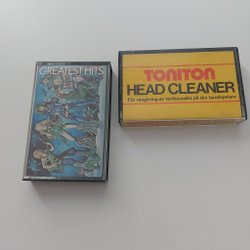 GREATEST HITS
TONITON
HEAD CLEANER
För rengöring av tonhuvudet på din bandspelare